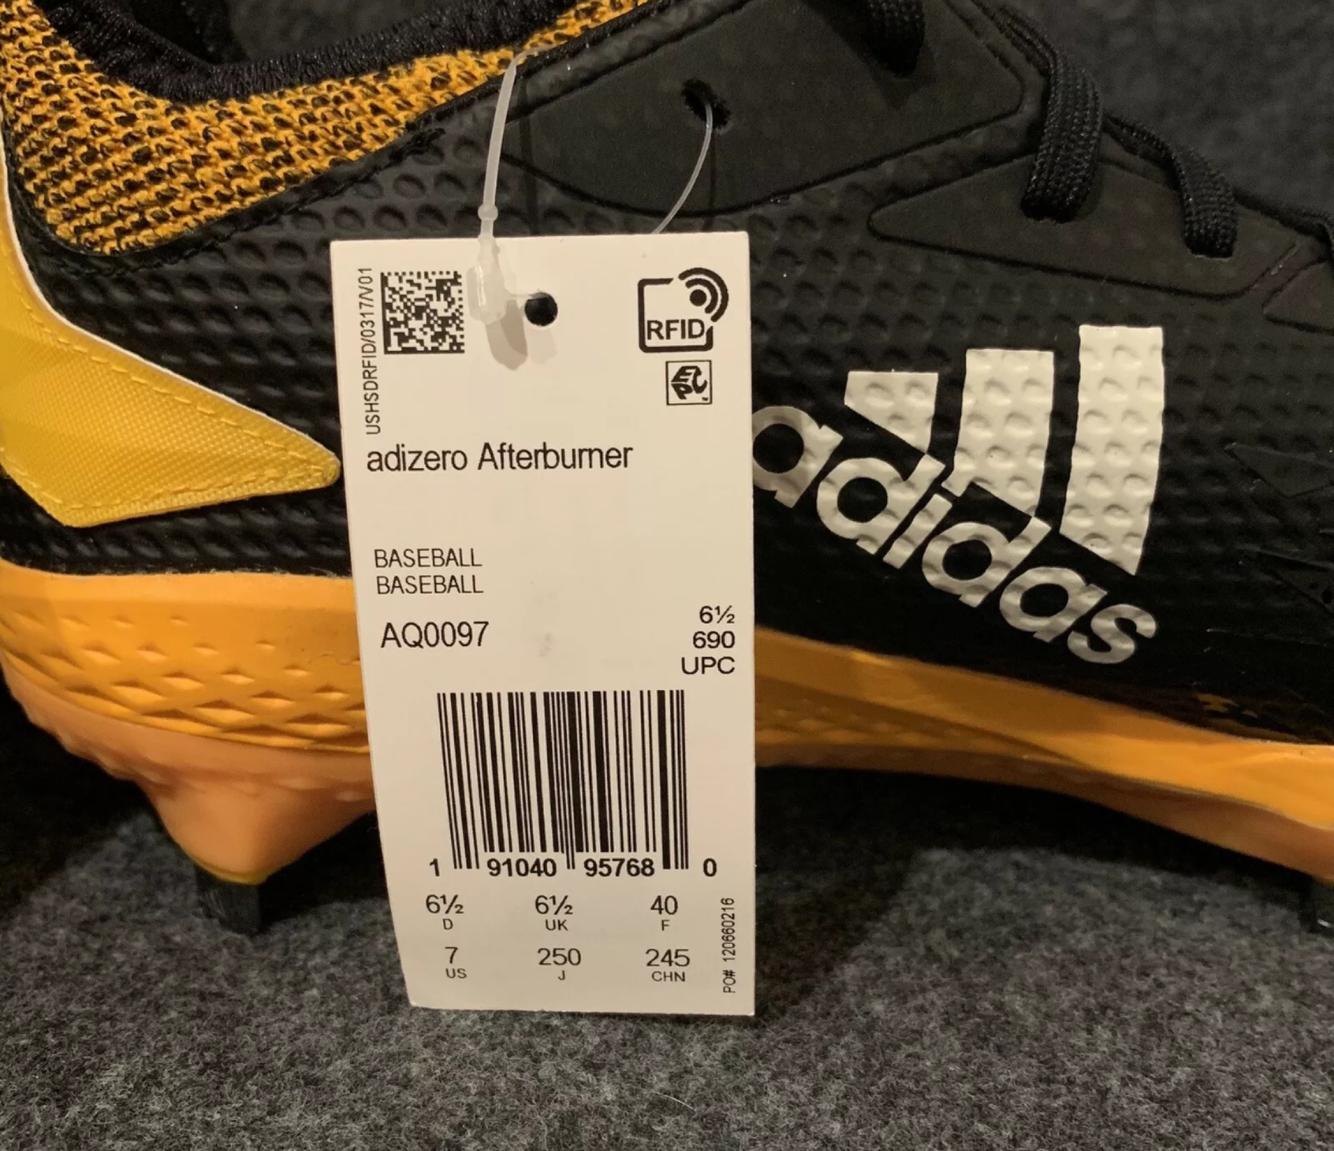 USHSDRFID/0317/V01
RFID
EPC
adizero Afterburner
BASEBALL
BASEBALL
AQ0097
6½
690
UPC
1 91040 95768 0
6½ 6½ 40
D UK F
7 250 245
US J CHN
PO# 120660216
adidas